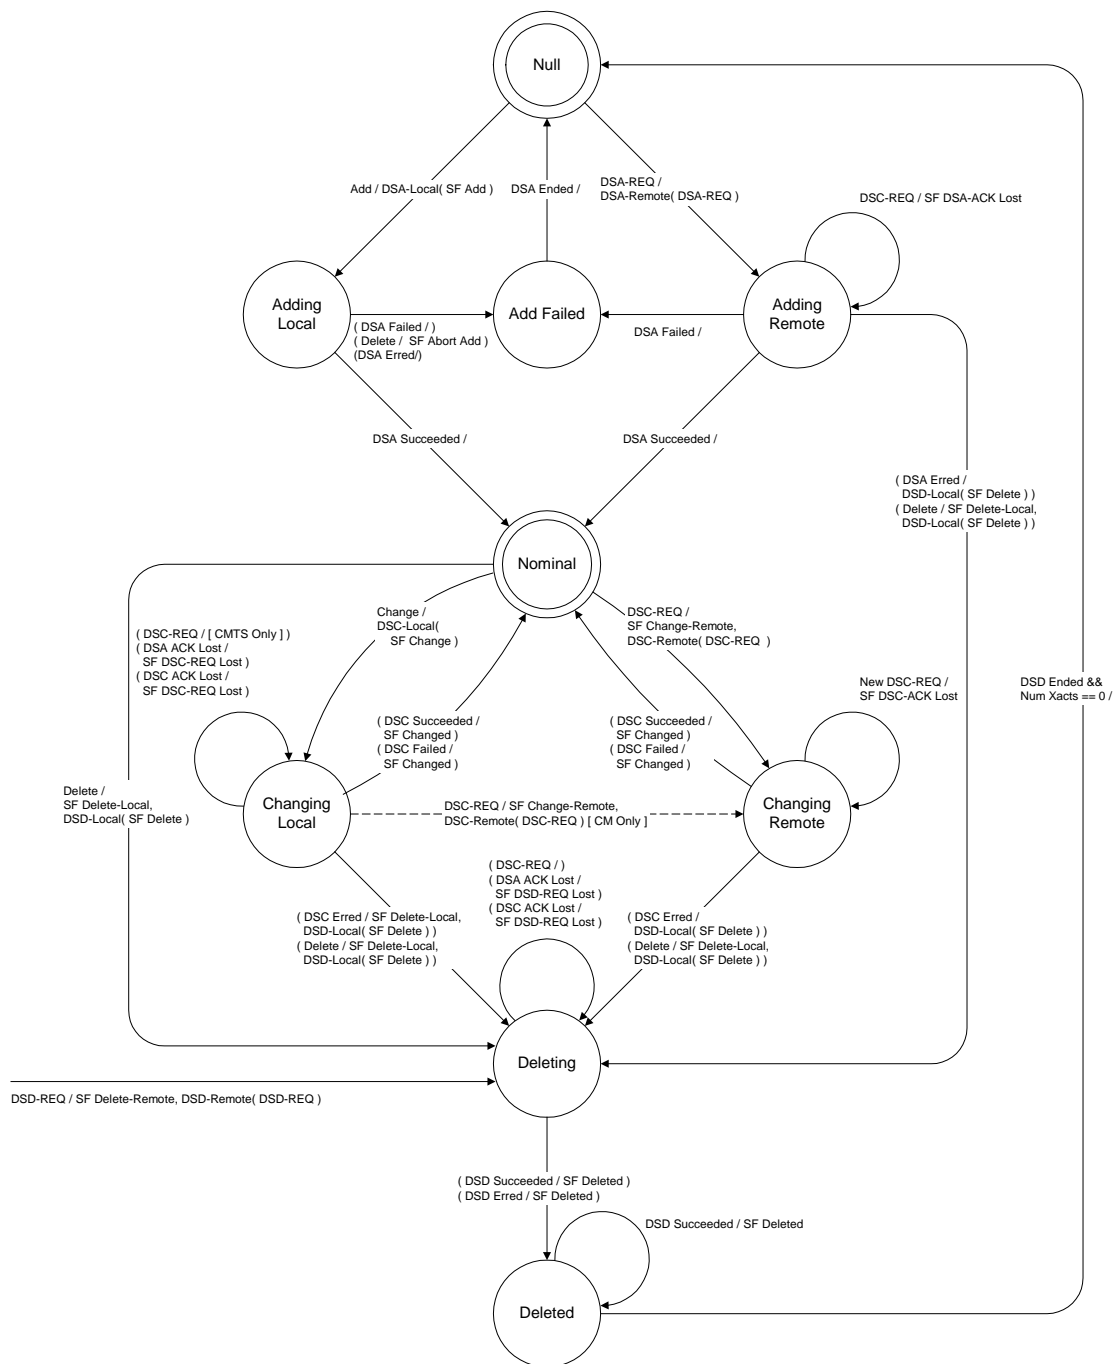 Null
Add / DSA-Local( SF Add )
DSA Ended /
DSA-REQ /
DSA-Remote( DSA-REQ )
DSC-REQ / SF DSA-ACK Lost
Adding
Local
Add Failed
Adding
Remote
( DSA Failed / )
( Delete /  SF Abort Add )
(DSA Erred/)
DSA Failed /
DSA Succeeded /
DSA Succeeded /
( DSA Erred /
DSD-Local( SF Delete ) )
( Delete / SF Delete-Local,
DSD-Local( SF Delete ) )
Nominal
Change /
DSC-Local(
SF Change )
DSC-REQ /
SF Change-Remote,
DSC-Remote( DSC-REQ  )
( DSC-REQ / [ CMTS Only ] )
( DSA ACK Lost /
SF DSC-REQ Lost )
( DSC ACK Lost /
SF DSC-REQ Lost )
New DSC-REQ /
SF DSC-ACK Lost
DSD Ended &&
Num Xacts == 0 /
( DSC Succeeded /
SF Changed )
( DSC Failed /
SF Changed )
( DSC Succeeded /
SF Changed )
( DSC Failed /
SF Changed )
Delete /
SF Delete-Local,
DSD-Local( SF Delete )
Changing
Local
DSC-REQ / SF Change-Remote,
DSC-Remote( DSC-REQ ) [ CM Only ]
Changing
Remote
( DSC-REQ / )
( DSA ACK Lost /
SF DSD-REQ Lost )
( DSC ACK Lost /
SF DSD-REQ Lost )
( DSC Erred / SF Delete-Local,
DSD-Local( SF Delete ) )
( Delete / SF Delete-Local,
DSD-Local( SF Delete ) )
( DSC Erred /
DSD-Local( SF Delete ) )
( Delete / SF Delete-Local,
DSD-Local( SF Delete ) )
Deleting
DSD-REQ / SF Delete-Remote, DSD-Remote( DSD-REQ )
( DSD Succeeded / SF Deleted )
( DSD Erred / SF Deleted )
DSD Succeeded / SF Deleted
Deleted